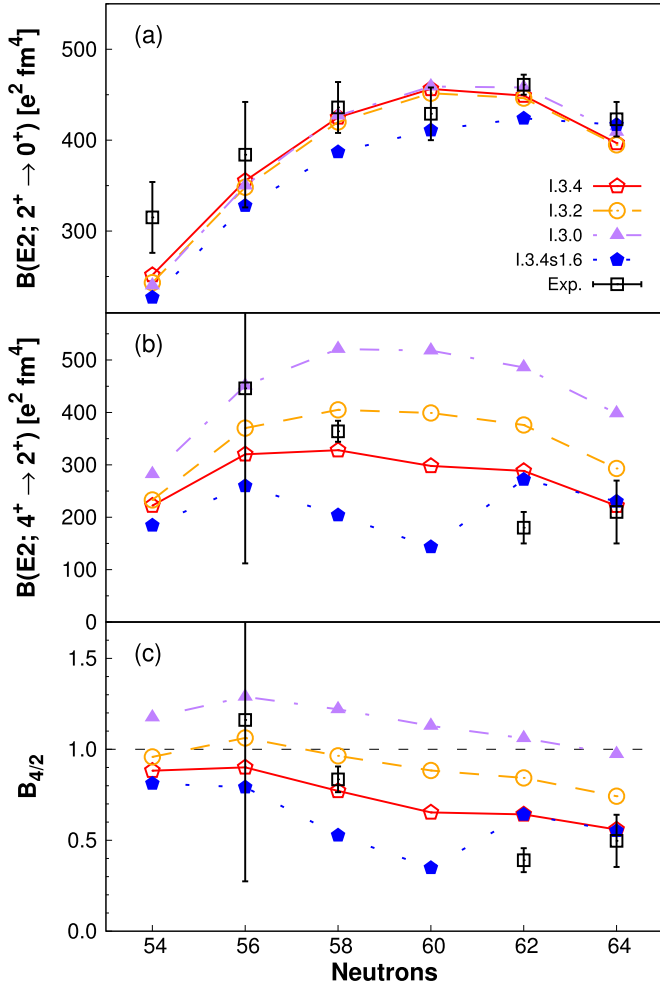 (a)
500
400
300
B(E2; 2⁺ → 0⁺) [e² fm⁴]
I.3.4
I.3.2
I.3.0
I.3.4s1.6
Exp.
(b)
500
400
300
200
100
0
B(E2; 4⁺ → 2⁺) [e² fm⁴]
(c)
1.5
1.0
0.5
0.0
B₄/₂
54 56 58 60 62 64
Neutrons